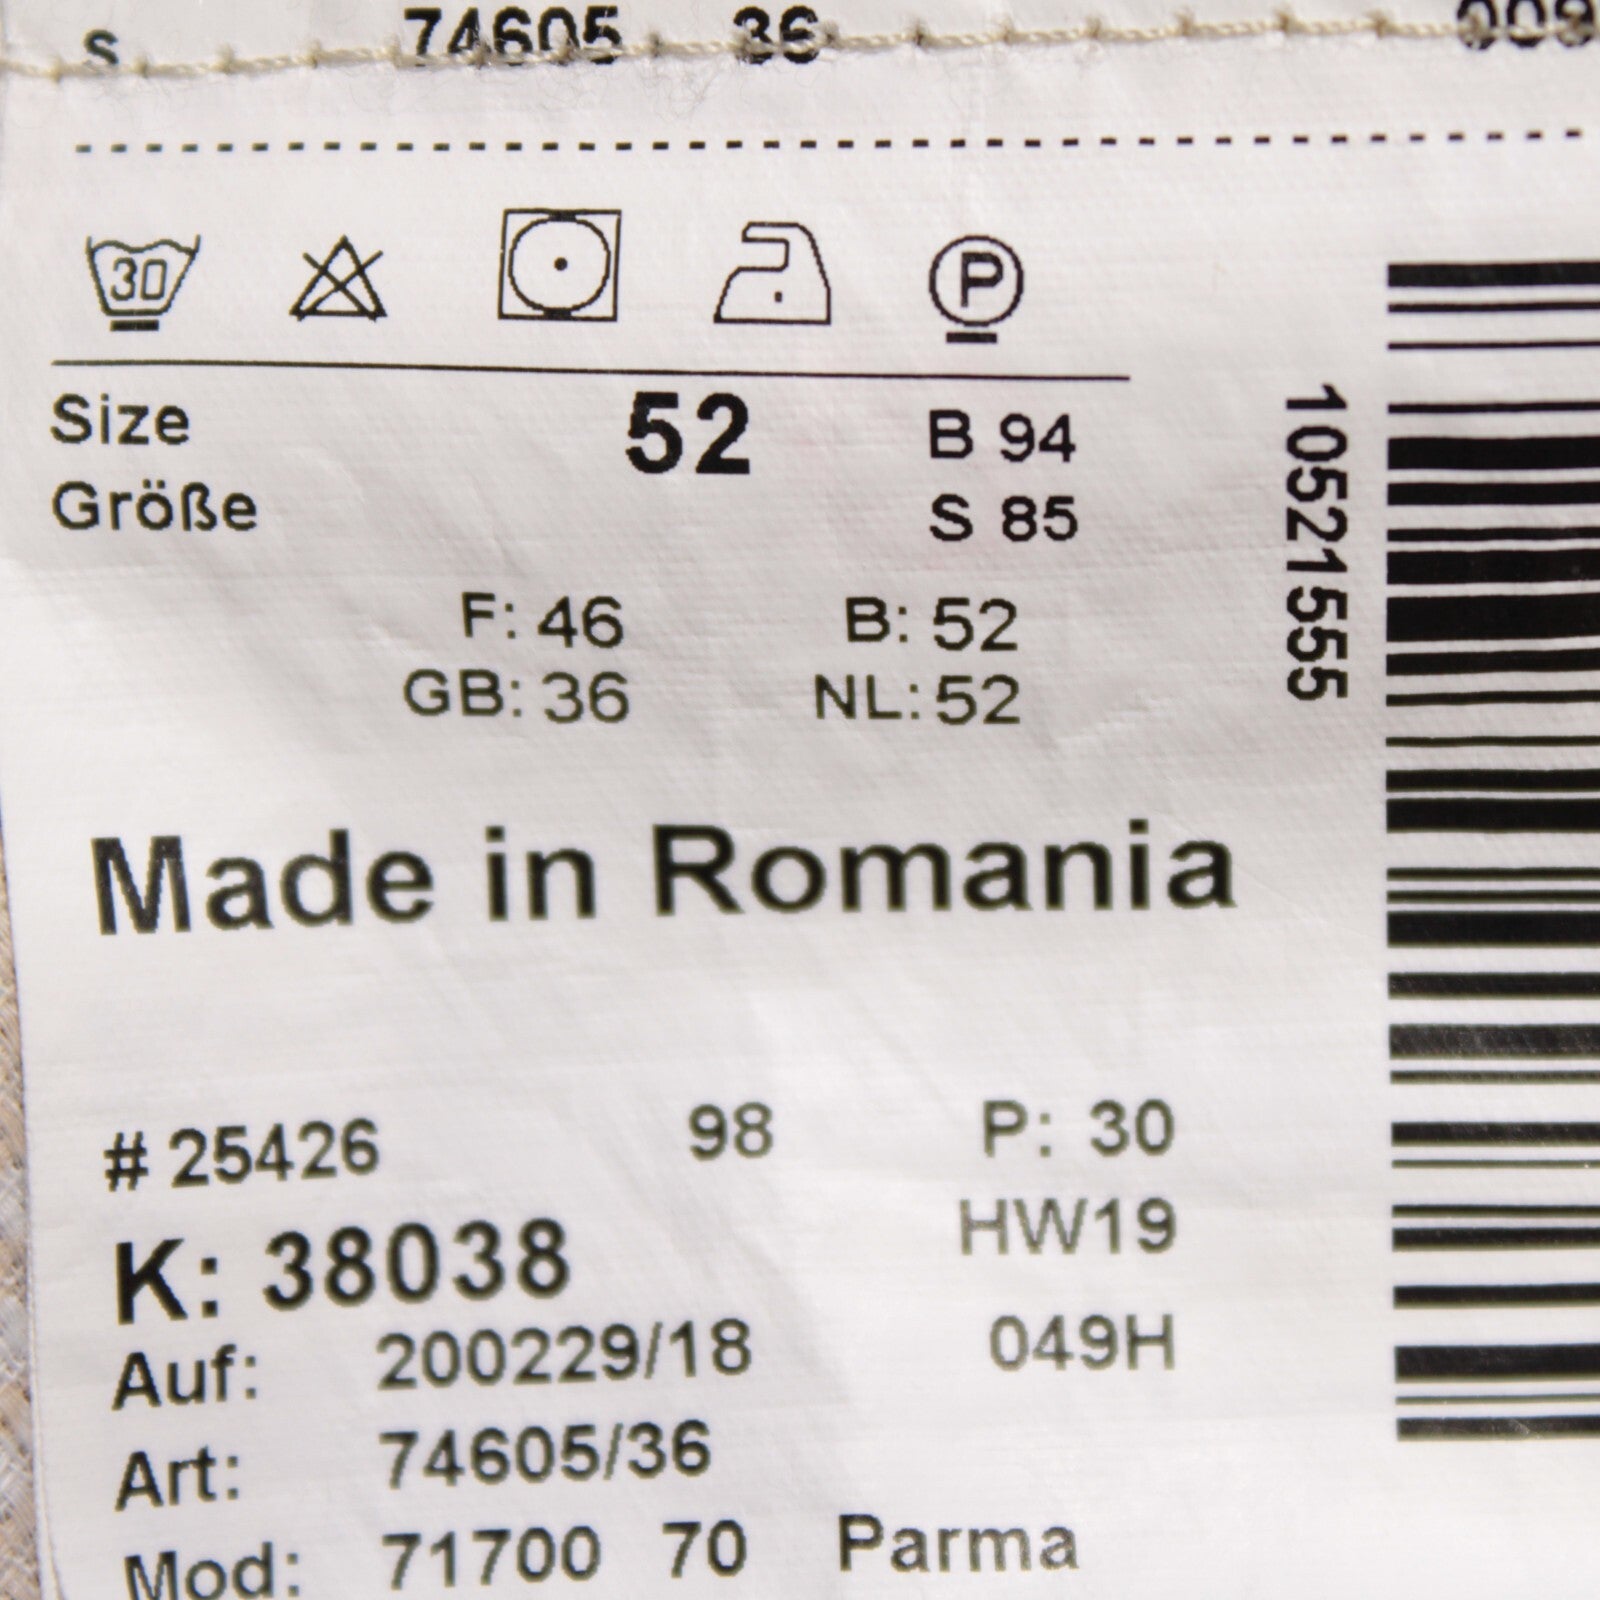 s 74605 36 009
30 P
Size 52 B 94
Größe S 85
F: 46 B: 52
GB: 36 NL: 52
10521555
Made in Romania
# 25426 98 P: 30
K: 38038 HW19
Auf: 200229/18 049H
Art: 74605/36
Mod: 71700 70 Parma